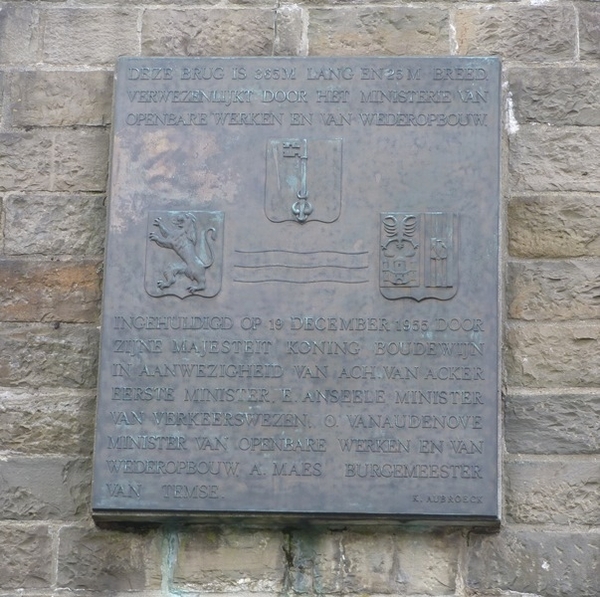 DEZE BRUG IS 365M LANG EN 25 M BREED,
VERWEZENLIJKT DOOR HET MINISTERIE VAN
OPENBARE WERKEN EN VAN WEDEROPBOUW.
INGEHULDIGD OP 19 DECEMBER 1955 DOOR
ZIJNE MAJESTEIT KONING BOUDEWIJN
IN AANWEZIGHEID VAN ACH. VAN ACKER
EERSTE MINISTER, E. ANSEELE MINISTER
VAN VERKEERSWEZEN, O. VANAUDENOVE
MINISTER VAN OPENBARE WERKEN EN VAN
WEDEROPBOUW, A. MAES BURGEMEESTER
VAN TEMSE.
K. AUBROECK